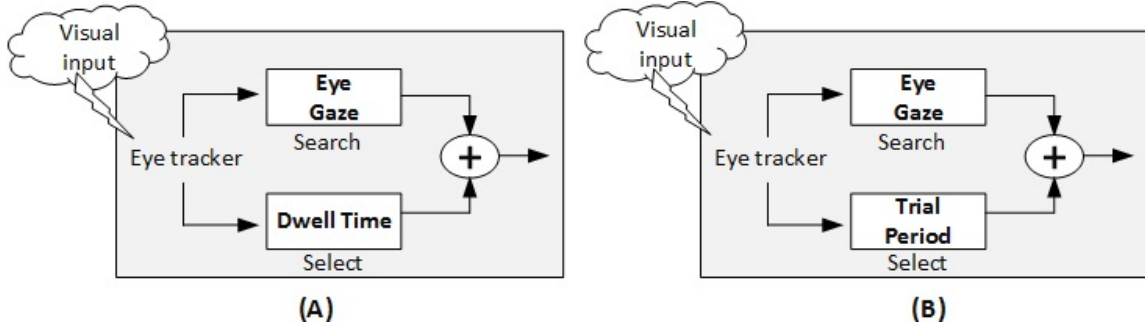 Visual
input
Eye
Gaze
Search
Eye tracker
+
Dwell Time
Select
(A)
Visual
input
Eye
Gaze
Search
Eye tracker
+
Trial
Period
Select
(B)